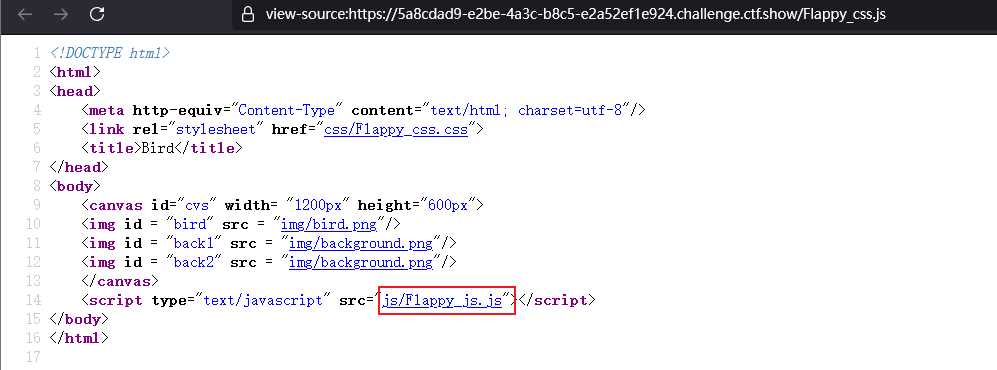 view-source:https://5a8cdad9-e2be-4a3c-b8c5-e2a52ef1e924.challenge.ctf.show/Flappy_css.js
1 <!DOCTYPE html>
2 <html>
3 <head>
4 <meta http-equiv="Content-Type" content="text/html; charset=utf-8"/>
5 <link rel="stylesheet" href="css/Flappy_css.css">
6 <title>Bird</title>
7 </head>
8 <body>
9 <canvas id="cvs" width= "1200px" height="600px">
10 <img id = "bird" src = "img/bird.png"/>
11 <img id = "back1" src = "img/background.png"/>
12 <img id = "back2" src = "img/background.png"/>
13 </canvas>
14 <script type="text/javascript" src="js/Flappy_js.js"></script>
15 </body>
16 </html>
17